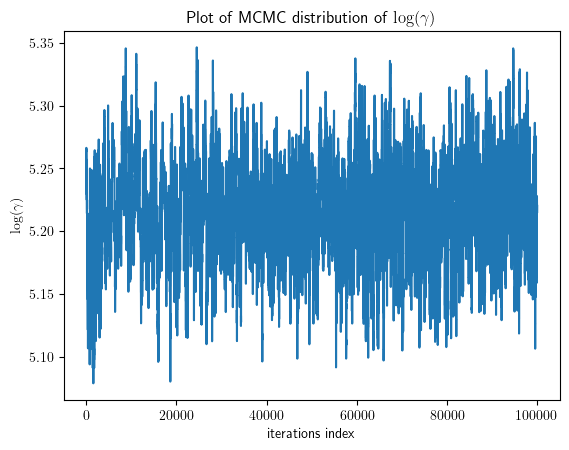 Plot of MCMC distribution of log(γ)
5.35
5.30
5.25
5.20
5.15
5.10
log(γ)
0 20000 40000 60000 80000 100000
iterations index